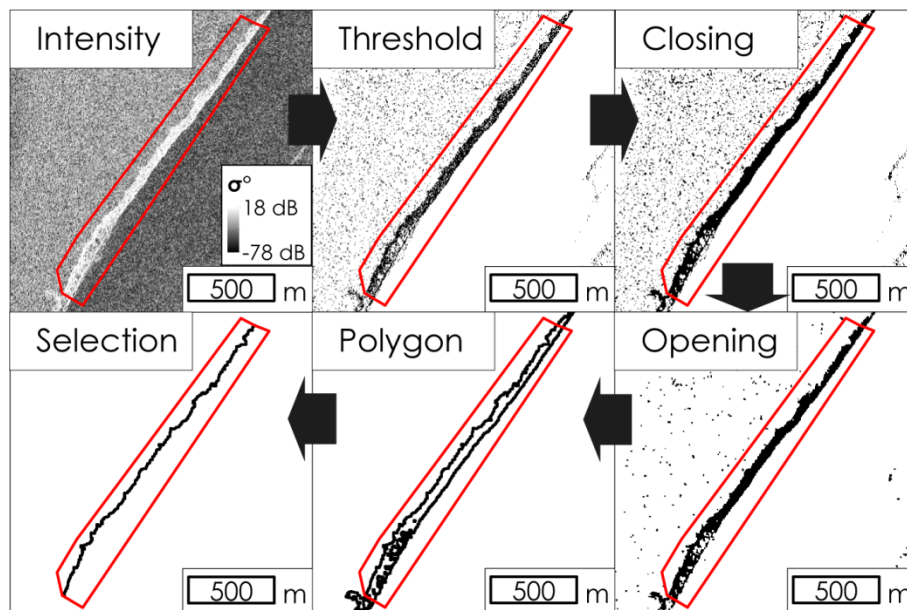 Intensity
Threshold
Closing
σ°
18 dB
-78 dB
500 m
500 m
500 m
Selection
Polygon
Opening
500 m
500 m
500 m